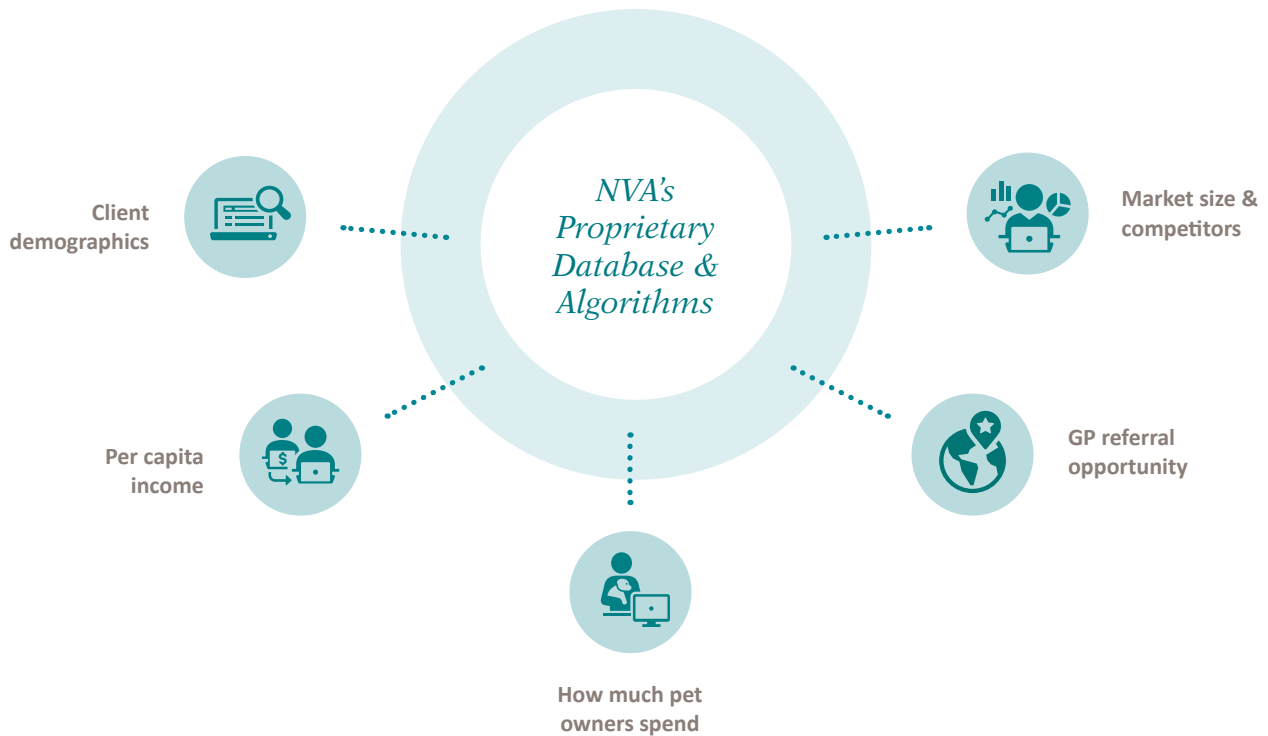 NVA's
Proprietary
Database &
Algorithms
Client
demographics
Market size &
competitors
Per capita
income
$
GP referral
opportunity
How much pet
owners spend